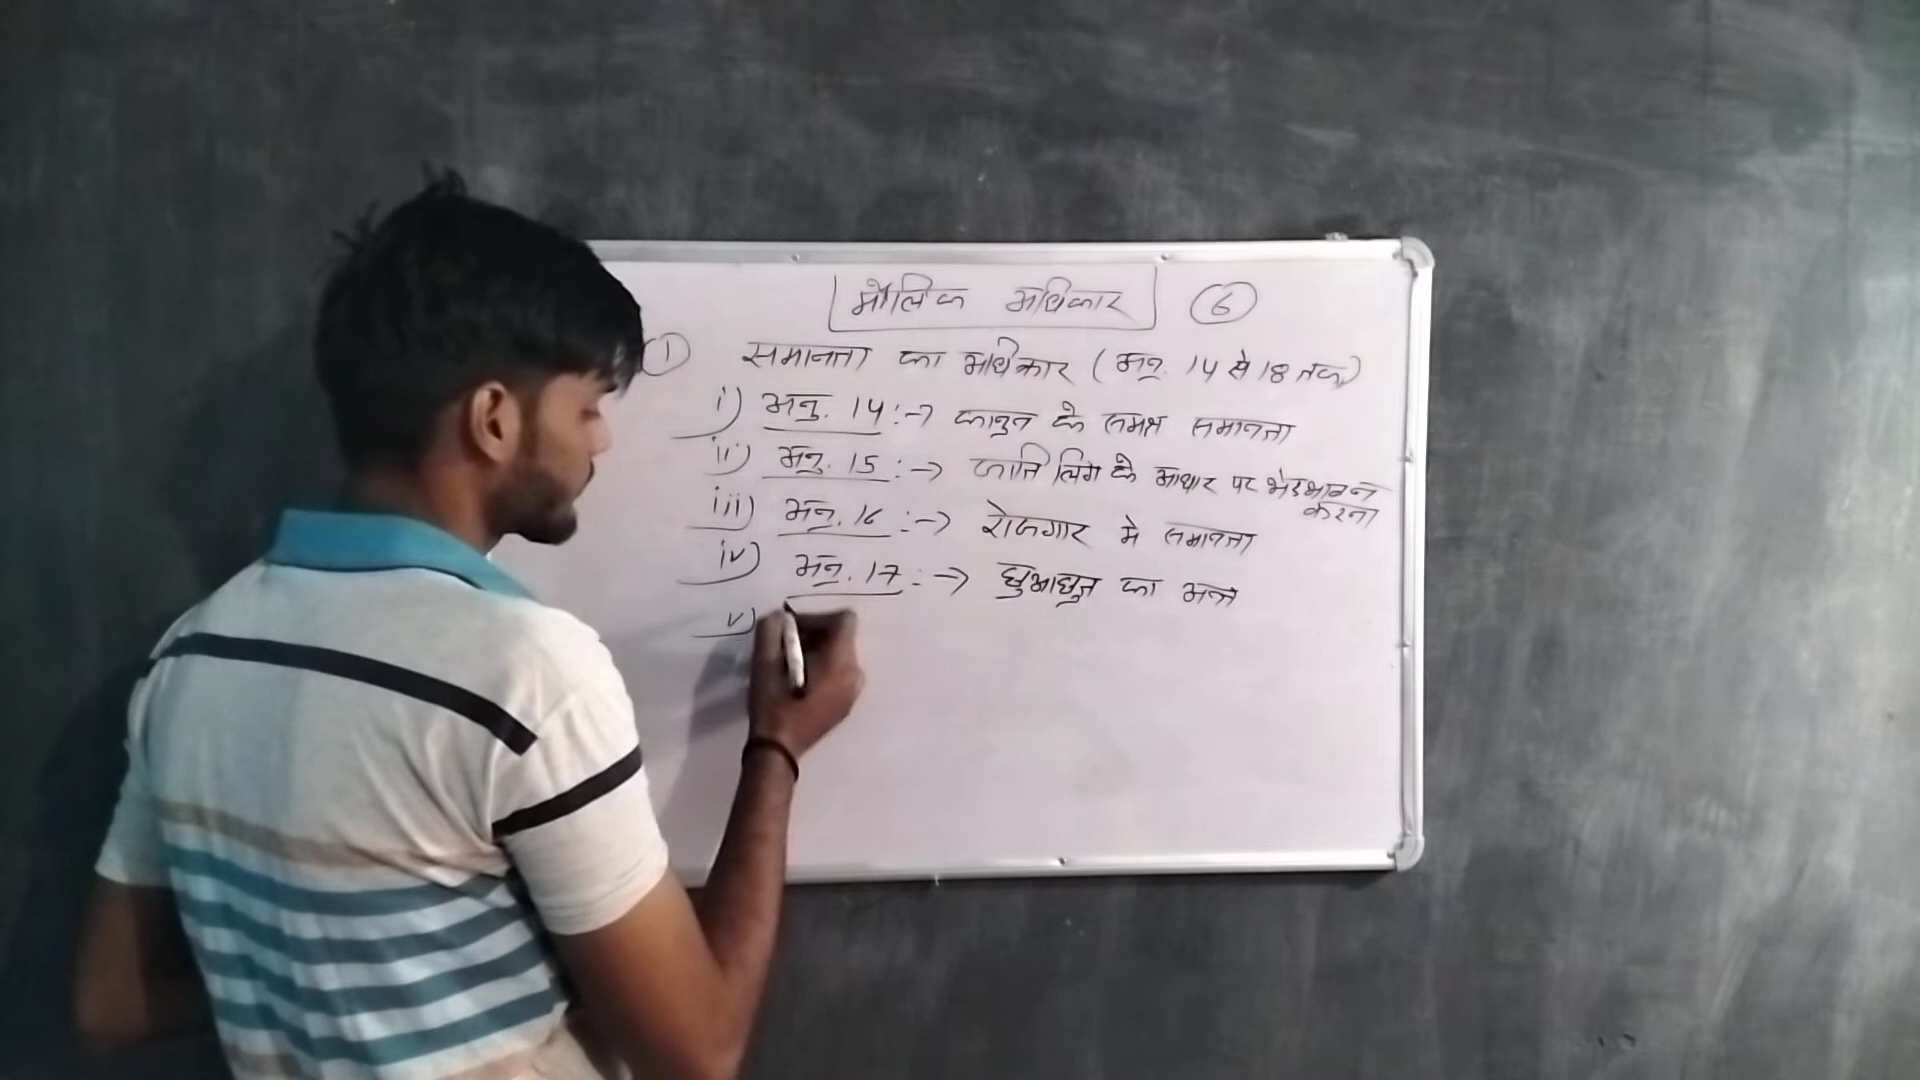 मौलिक अधिकार 6
1 समानता का अधिकार (अनु. 14 से 18 तक)
i) अनु. 14 :→ कानुन के समक्ष समानता
ii) अनु. 15 :→ जाति लिंग के आधार पर भेदभाव न
करना
iii) अनु. 16 :→ रोजगार मे समानता
iv) अनु. 17 :→ छुआछुत का अन्त
v)